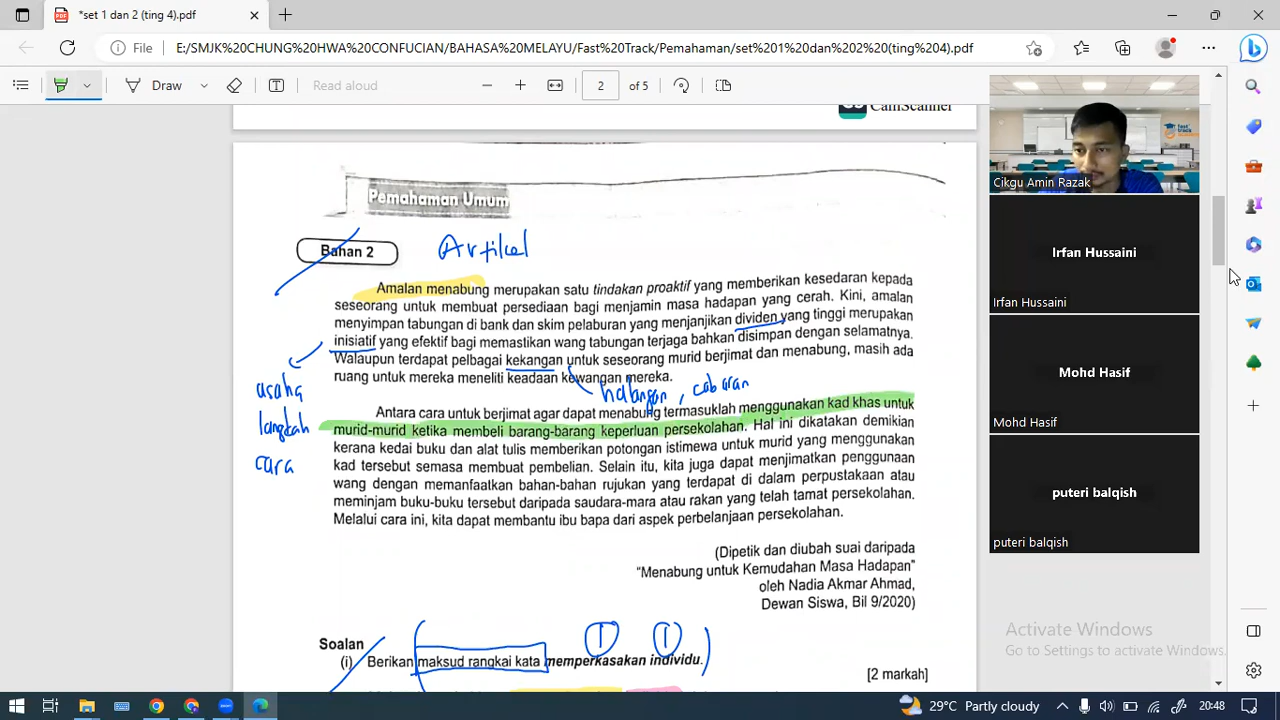 *set 1 dan 2 (ting 4).pdf
File
E:/SMJK%20CHUNG%20HWA%20CONFUCIAN/BAHASA%20MELAYU/Fast%20Track/Pemahaman/set%201%20dan%202%20(ting%204).pdf
Draw
Read aloud
2
of 5
CamScanner
Cikgu Amin Razak
Irfan Hussaini
Irfan Hussaini
Mohd Hasif
Mohd Hasif
puteri balqish
puteri balqish
Pemahaman Umum
Bahan 2
Artikel
Amalan menabung merupakan satu tindakan proaktif yang memberikan kesedaran kepada
seseorang untuk membuat persediaan bagi menjamin masa hadapan yang cerah. Kini, amalan
menyimpan tabungan di bank dan skim pelaburan yang menjanjikan dividen yang tinggi merupakan
inisiatif yang efektif bagi memastikan wang tabungan terjaga bahkan disimpan dengan selamatnya.
Walaupun terdapat pelbagai kekangan untuk seseorang murid berjimat dan menabung, masih ada
ruang untuk mereka meneliti keadaan kewangan mereka.
halangan, cabaran
usaha
langkah
cara
Antara cara untuk berjimat agar dapat menabung termasuklah menggunakan kad khas untuk
murid-murid ketika membeli barang-barang keperluan persekolahan. Hal ini dikatakan demikian
kerana kedai buku dan alat tulis memberikan potongan istimewa untuk murid yang menggunakan
kad tersebut semasa membuat pembelian. Selain itu, kita juga dapat menjimatkan penggunaan
wang dengan memanfaatkan bahan-bahan rujukan yang terdapat di dalam perpustakaan atau
meminjam buku-buku tersebut daripada saudara-mara atau rakan yang telah tamat persekolahan.
Melalui cara ini, kita dapat membantu ibu bapa dari aspek perbelanjaan persekolahan.
(Dipetik dan diubah suai daripada
"Menabung untuk Kemudahan Masa Hadapan"
oleh Nadia Akmar Ahmad,
Dewan Siswa, Bil 9/2020)
Soalan
1 1
(i) Berikan maksud rangkai kata memperkasakan individu.
[2 markah]
Activate Windows
Go to Settings to activate Windows.
29°C Partly cloudy
20:48